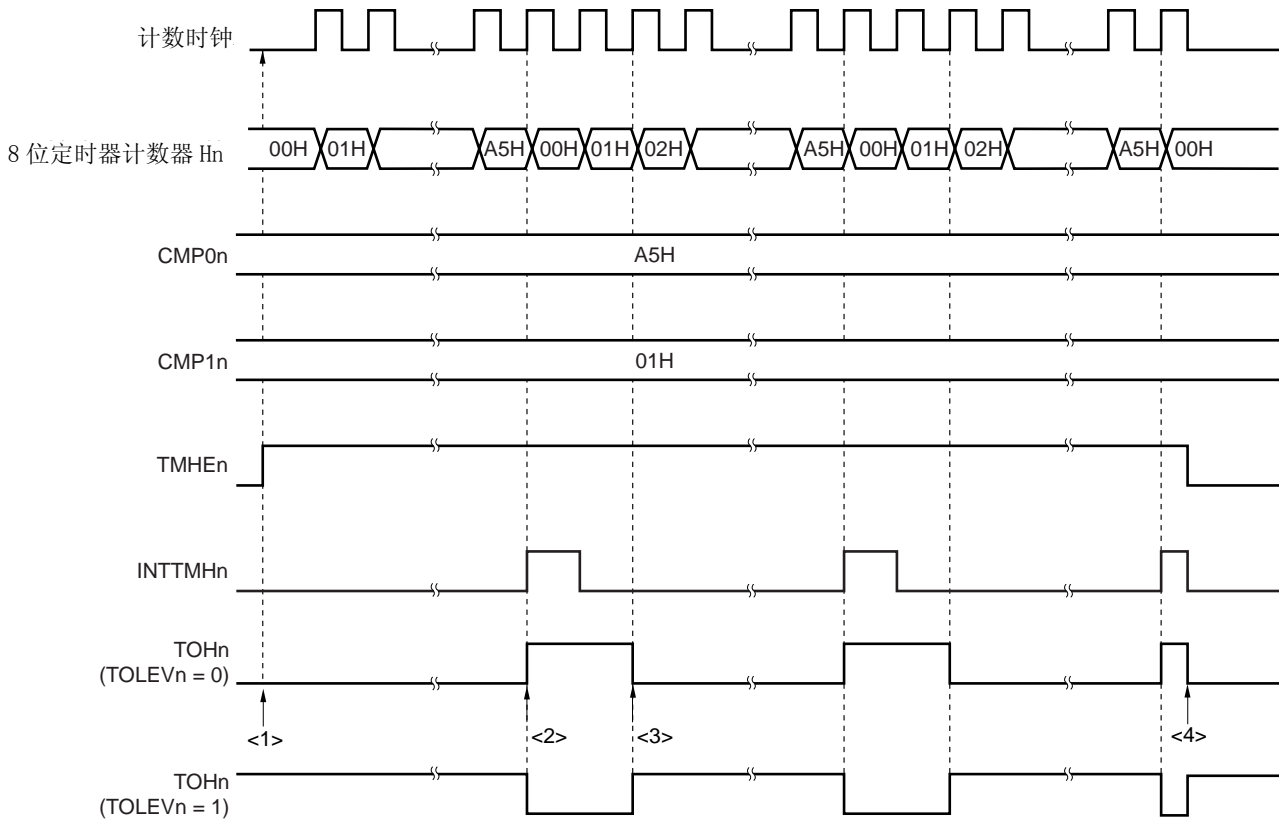 计数时钟
8 位定时器计数器 Hn
00H 01H A5H 00H 01H 02H A5H 00H 01H 02H A5H 00H
CMP0n
A5H
CMP1n
01H
TMHEn
INTTMHn
TOHn
(TOLEVn = 0)
<1>
<2>
<3>
<4>
TOHn
(TOLEVn = 1)